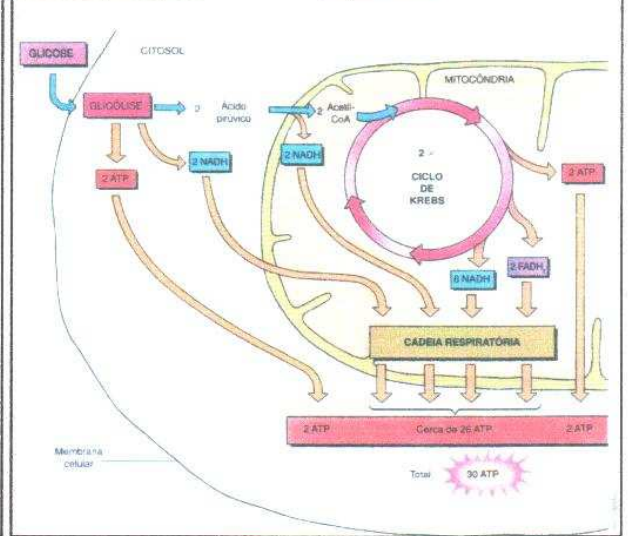 GLICOSE
CITOSOL
GLICÓLISE
2
Ácido
pirúvico
2
Acetil-
CoA
MITOCÔNDRIA
2 NADH
2 NADH
2 ATP
2 -
CICLO
DE
KREBS
2 ATP
6 NADH
2 FADH₂
CADEIA RESPIRATÓRIA
2 ATP
Cerca de 26 ATP
2 ATP
Membrana
celular
Total
30 ATP